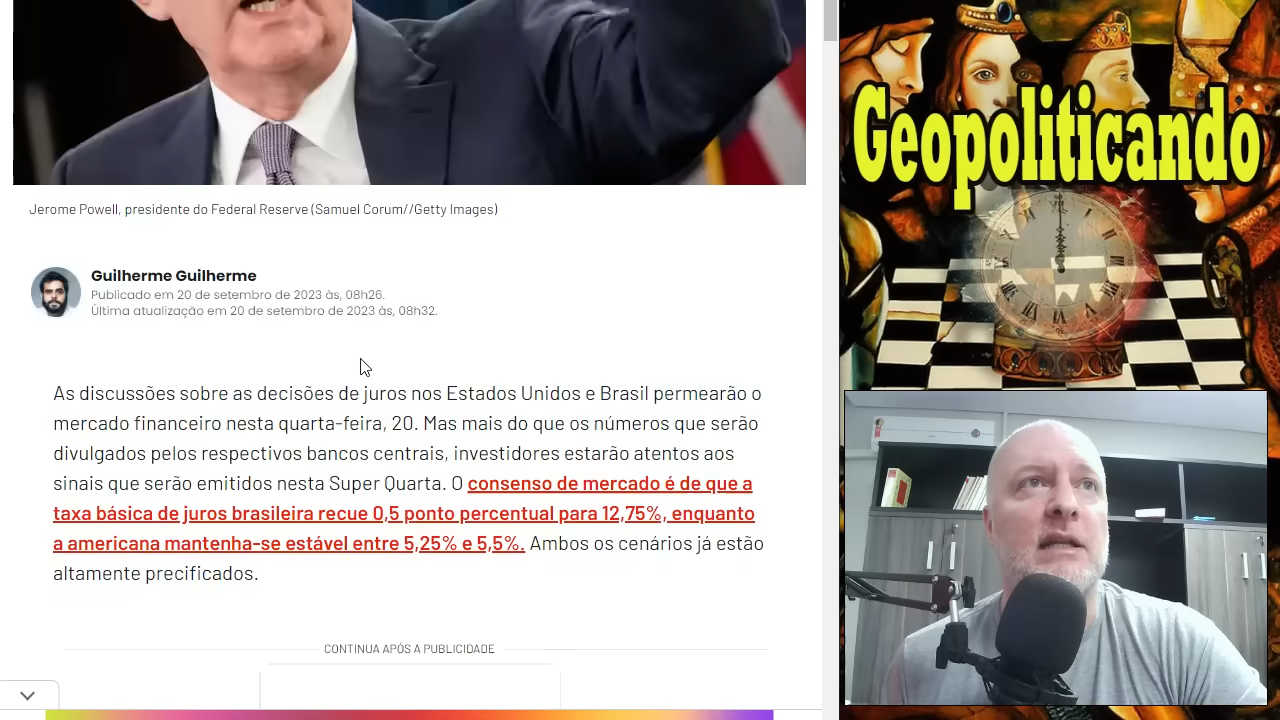 Jerome Powell, presidente do Federal Reserve (Samuel Corum//Getty Images)
Guilherme Guilherme
Publicado em 20 de setembro de 2023 às, 08h26.
Última atualização em 20 de setembro de 2023 às, 08h32.
As discussões sobre as decisões de juros nos Estados Unidos e Brasil permearão o
mercado financeiro nesta quarta-feira, 20. Mas mais do que os números que serão
divulgados pelos respectivos bancos centrais, investidores estarão atentos aos
sinais que serão emitidos nesta Super Quarta. O consenso de mercado é de que a
taxa básica de juros brasileira recue 0,5 ponto percentual para 12,75%, enquanto
a americana mantenha-se estável entre 5,25% e 5,5%. Ambos os cenários já estão
altamente precificados.
CONTINUA APÓS A PUBLICIDADE
Geopoliticando